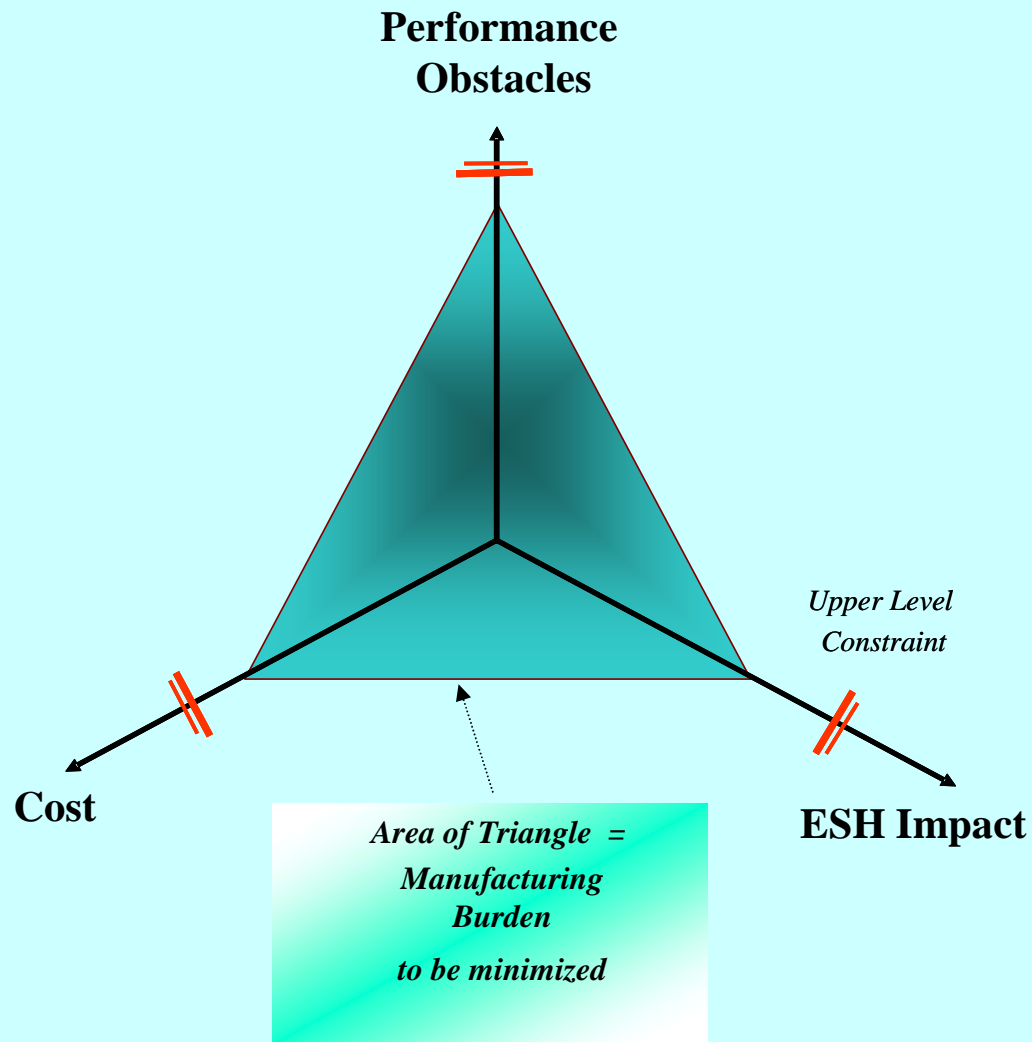 Performance
Obstacles
Upper Level
Constraint
Cost
ESH Impact
Area of Triangle =
Manufacturing
Burden
to be minimized